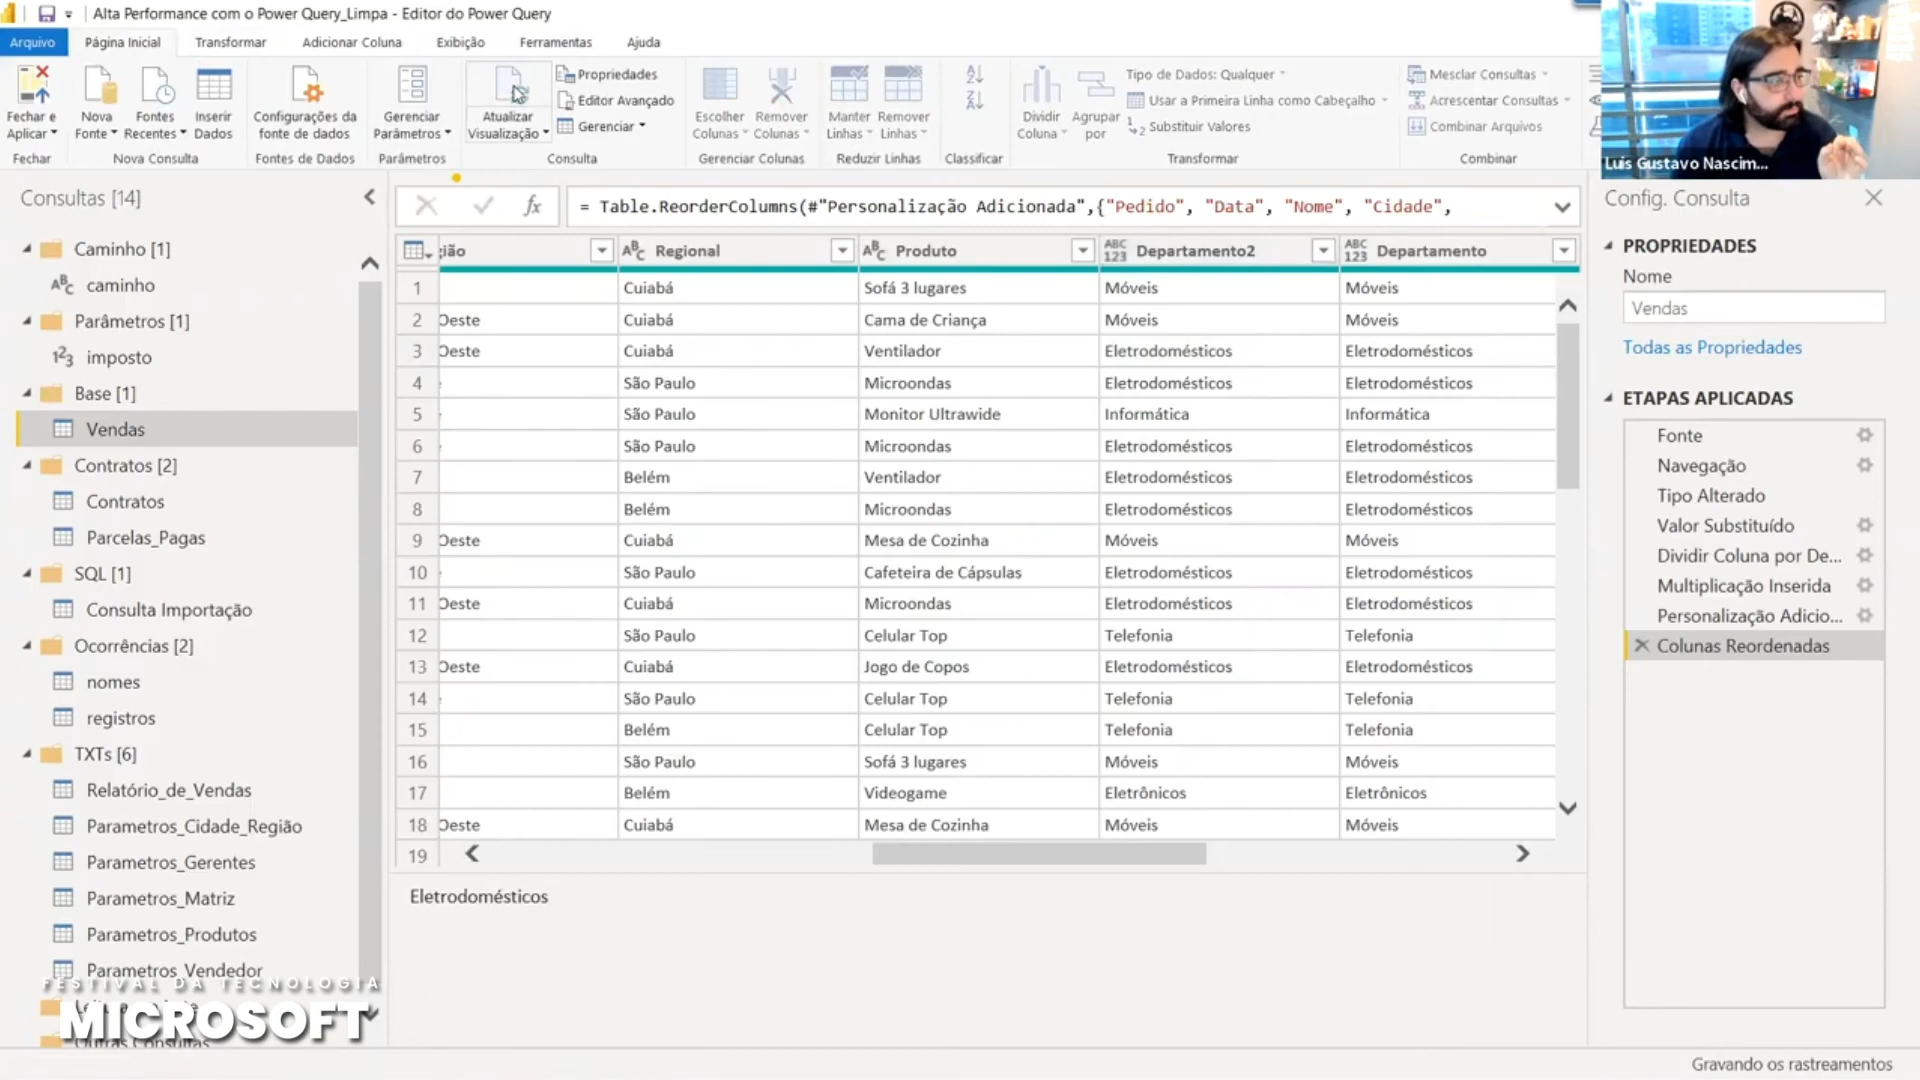 Alta Performance com o Power Query_Limpa - Editor do Power Query
Arquivo
Página Inicial
Transformar
Adicionar Coluna
Exibição
Ferramentas
Ajuda
Fechar e Aplicar
Nova Fonte
Fontes Recentes
Inserir Dados
Configurações da fonte de dados
Gerenciar Parâmetros
Atualizar Visualização
Propriedades
Editor Avançado
Gerenciar
Escolher Colunas
Remover Colunas
Manter Linhas
Remover Linhas
Dividir Coluna
Agrupar por
Tipo de Dados: Qualquer
Usar a Primeira Linha como Cabeçalho
Substituir Valores
Mesclar Consultas
Acrescentar Consultas
Combinar Arquivos
Fechar
Nova Consulta
Fontes de Dados
Parâmetros
Consulta
Gerenciar Colunas
Reduzir Linhas
Classificar
Transformar
Combinar
Luis Gustavo Nascim...
Consultas [14]
Caminho [1]
ABC caminho
Parâmetros [1]
123 imposto
Base [1]
Vendas
Contratos [2]
Contratos
Parcelas_Pagas
SQL [1]
Consulta Importação
Ocorrências [2]
nomes
registros
TXTs [6]
Relatório_de_Vendas
Parametros_Cidade_Região
Parametros_Gerentes
Parametros_Matriz
Parametros_Produtos
Parametros_Vendedor
FESTIVAL DA TECNOLOGIA
MICROSOFT
Outras Consultas
fx = Table.ReorderColumns(#"Personalização Adicionada",{"Pedido", "Data", "Nome", "Cidade",
ião ABC Regional ABC Produto ABC 123 Departamento2 ABC 123 Departamento
1 Cuiabá Sofá 3 lugares Móveis Móveis
2 Oeste Cuiabá Cama de Criança Móveis Móveis
3 Oeste Cuiabá Ventilador Eletrodomésticos Eletrodomésticos
4 São Paulo Microondas Eletrodomésticos Eletrodomésticos
5 São Paulo Monitor Ultrawide Informática Informática
6 São Paulo Microondas Eletrodomésticos Eletrodomésticos
7 Belém Ventilador Eletrodomésticos Eletrodomésticos
8 Belém Microondas Eletrodomésticos Eletrodomésticos
9 Oeste Cuiabá Mesa de Cozinha Móveis Móveis
10 São Paulo Cafeteira de Cápsulas Eletrodomésticos Eletrodomésticos
11 Oeste Cuiabá Microondas Eletrodomésticos Eletrodomésticos
12 São Paulo Celular Top Telefonia Telefonia
13 Oeste Cuiabá Jogo de Copos Eletrodomésticos Eletrodomésticos
14 São Paulo Celular Top Telefonia Telefonia
15 Belém Celular Top Telefonia Telefonia
16 São Paulo Sofá 3 lugares Móveis Móveis
17 Belém Videogame Eletrônicos Eletrônicos
18 Oeste Cuiabá Mesa de Cozinha Móveis Móveis
19
Eletrodomésticos
Config. Consulta
PROPRIEDADES
Nome
Vendas
Todas as Propriedades
ETAPAS APLICADAS
Fonte
Navegação
Tipo Alterado
Valor Substituído
Dividir Coluna por De...
Multiplicação Inserida
Personalização Adicio...
Colunas Reordenadas
Gravando os rastreamentos